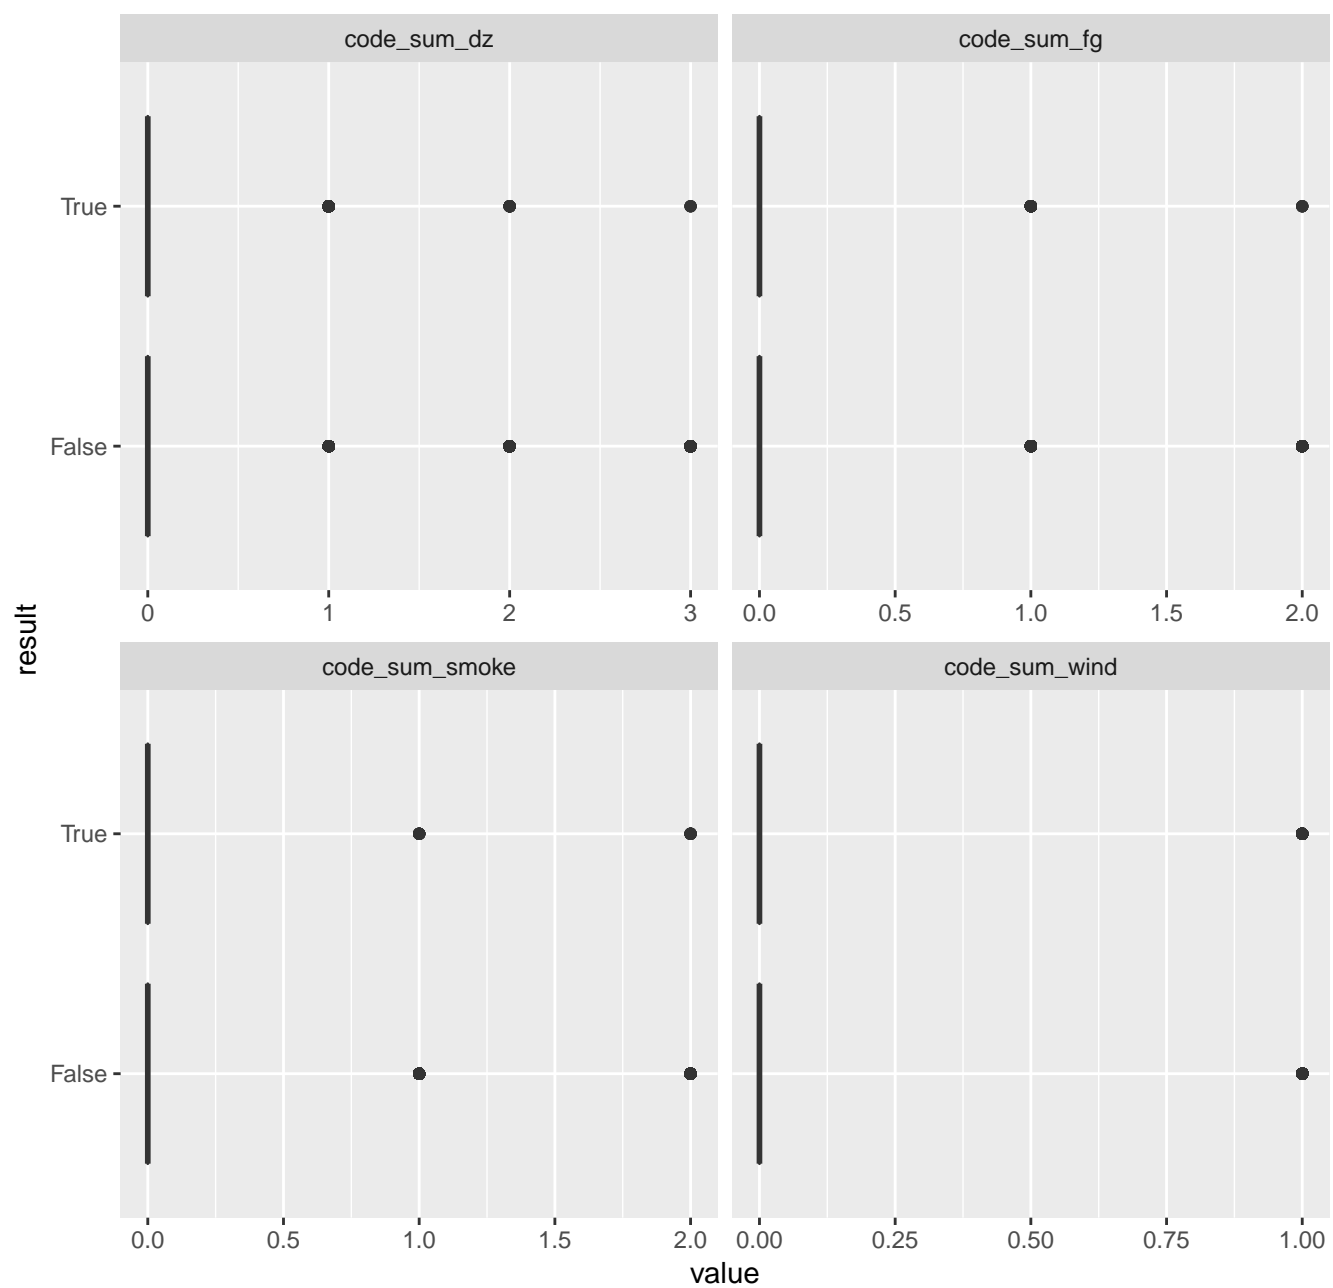 code_sum_dz
code_sum_fg
True
False
0 1 2 3
0.0 0.5 1.0 1.5 2.0
result
code_sum_smoke
code_sum_wind
True
False
0.0 0.5 1.0 1.5 2.0
0.00 0.25 0.50 0.75 1.00
value